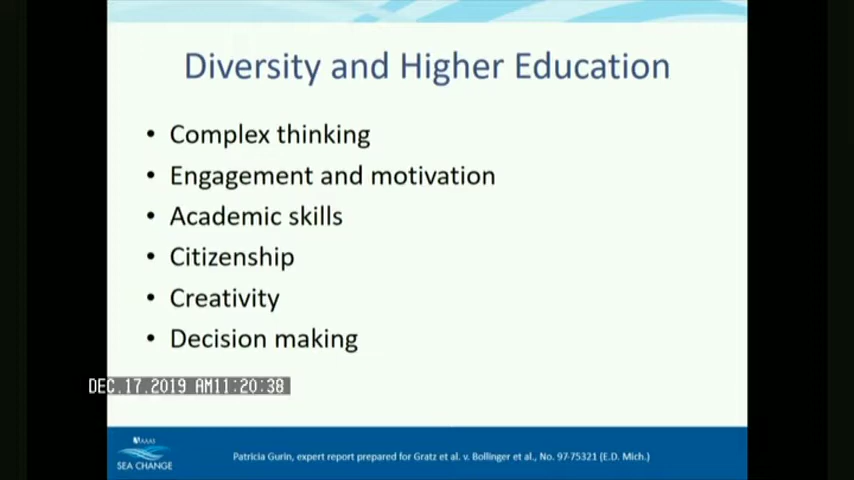 Diversity and Higher Education
• Complex thinking
• Engagement and motivation
• Academic skills
• Citizenship
• Creativity
• Decision making
DEC.17.2019 AM11:20:38
AAAS
SEA CHANGE
Patricia Gurin, expert report prepared for Gratz et al. v. Bollinger et al., No. 97-75321 (E.D. Mich.)